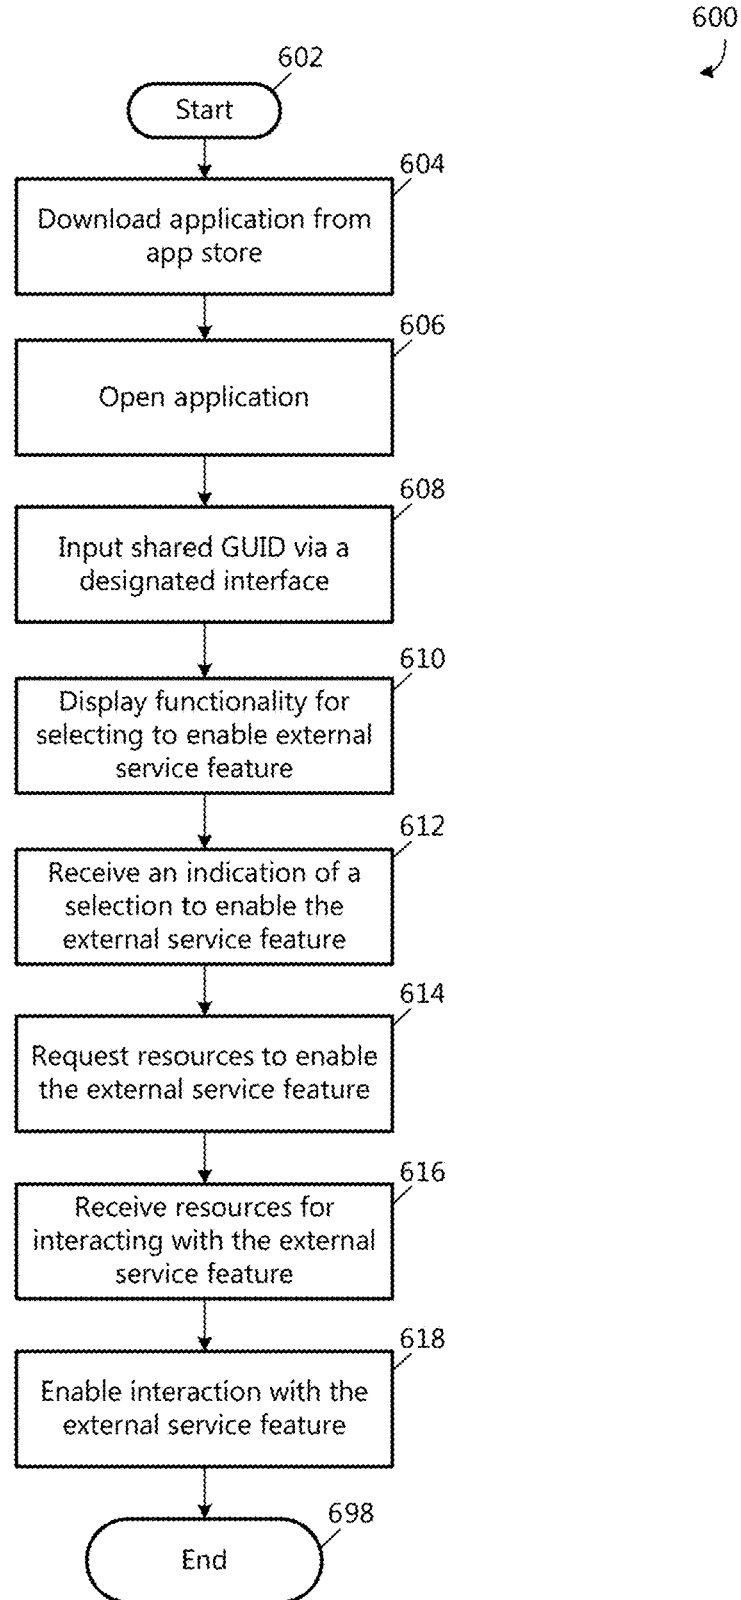 600
602
Start
604
Download application from
app store
606
Open application
608
Input shared GUID via a
designated interface
610
Display functionality for
selecting to enable external
service feature
612
Receive an indication of a
selection to enable the
external service feature
614
Request resources to enable
the external service feature
616
Receive resources for
interacting with the external
service feature
618
Enable interaction with the
external service feature
698
End